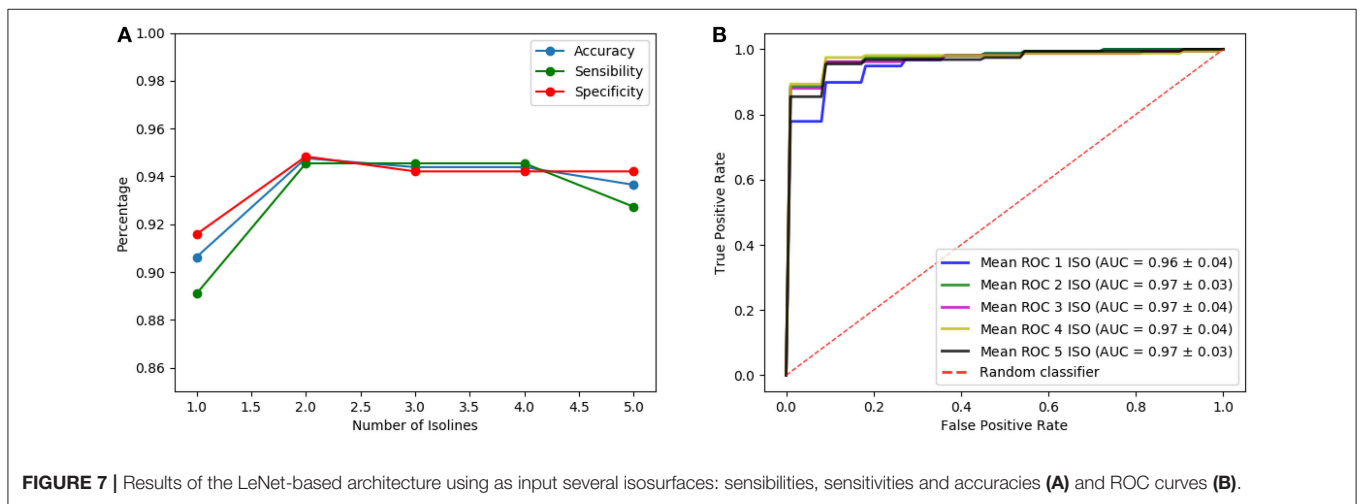 A
1.00
0.98
0.96
0.94
0.92
0.90
0.88
0.86
Percentage
Accuracy
Sensibility
Specificity
1.0 1.5 2.0 2.5 3.0 3.5 4.0 4.5 5.0
Number of Isolines
B
1.0
0.8
0.6
0.4
0.2
0.0
True Positive Rate
Mean ROC 1 ISO (AUC = 0.96 ± 0.04)
Mean ROC 2 ISO (AUC = 0.97 ± 0.03)
Mean ROC 3 ISO (AUC = 0.97 ± 0.04)
Mean ROC 4 ISO (AUC = 0.97 ± 0.04)
Mean ROC 5 ISO (AUC = 0.97 ± 0.03)
Random classifier
0.0 0.2 0.4 0.6 0.8 1.0
False Positive Rate
FIGURE 7 | Results of the LeNet-based architecture using as input several isosurfaces: sensibilities, sensitivities and accuracies (A) and ROC curves (B).